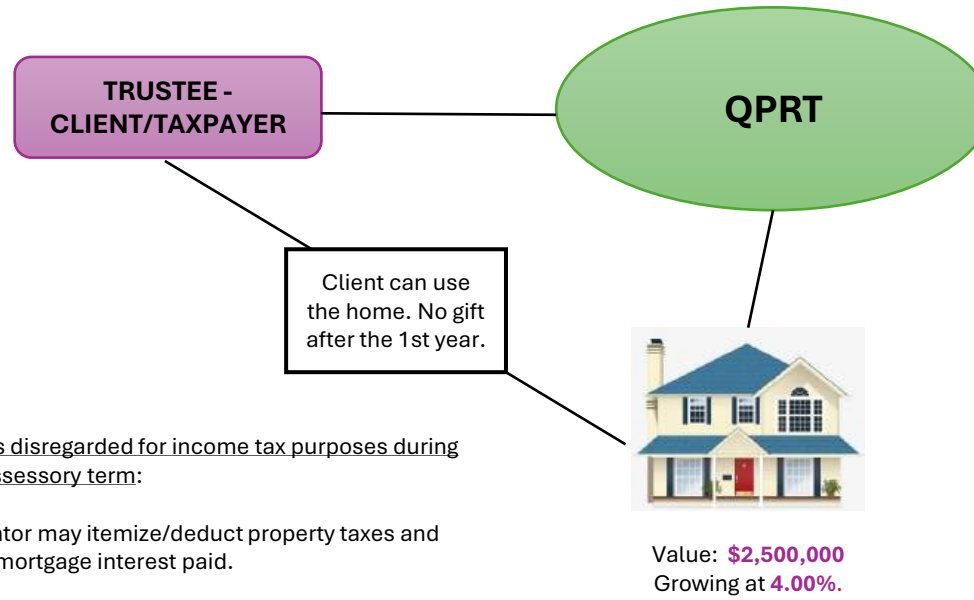 TRUSTEE -
CLIENT/TAXPAYER
QPRT
Client can use
the home. No gift
after the 1st year.
disregarded for income tax purposes during
term:
may itemize/deduct property taxes and
mortgage interest paid.
Value: $2,500,000
Growing at 4.00%.